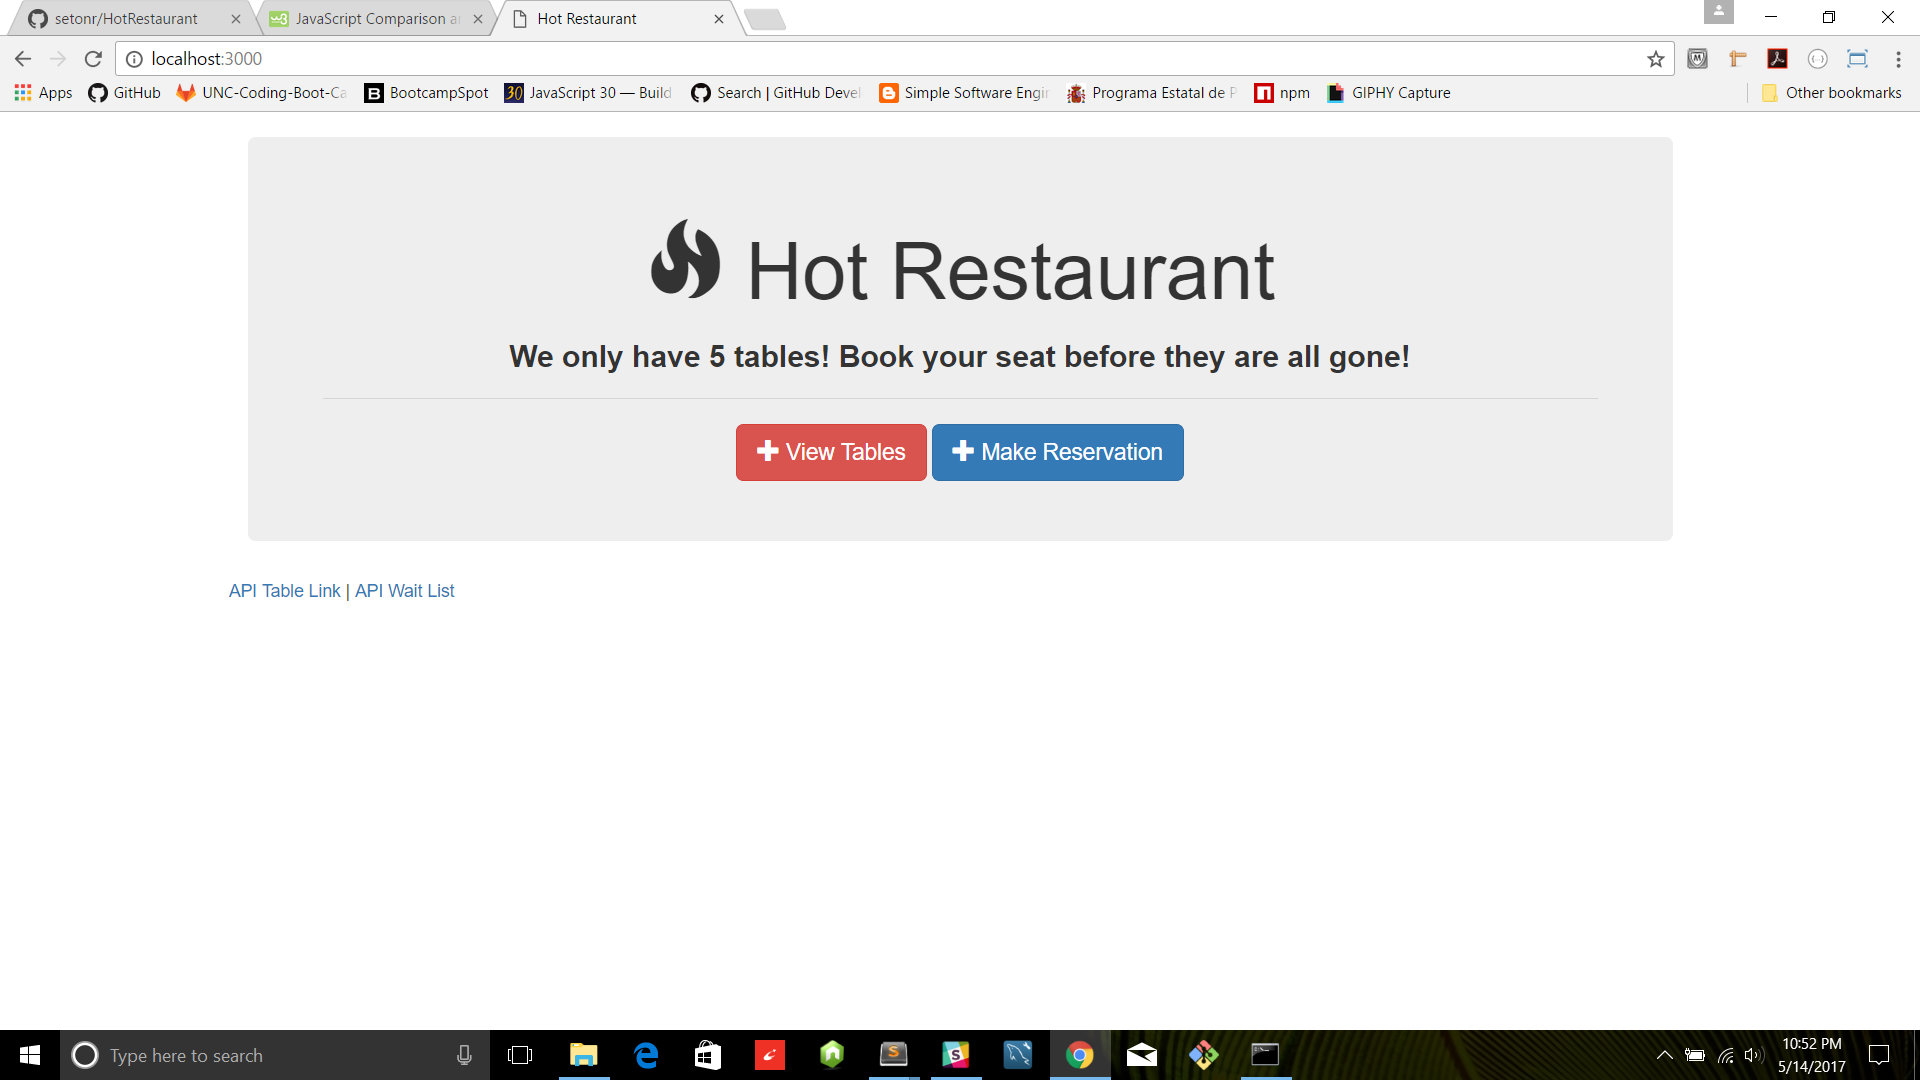 setonr/HotRestaurant
JavaScript Comparison a
Hot Restaurant
localhost:3000
Apps
GitHub
UNC-Coding-Boot-Ca
BootcampSpot
JavaScript 30 — Build
Search | GitHub Devel
Simple Software Engin
Programa Estatal de P
npm
GIPHY Capture
Other bookmarks
Hot Restaurant
We only have 5 tables! Book your seat before they are all gone!
View Tables
Make Reservation
API Table Link | API Wait List
Type here to search
10:52 PM
5/14/2017